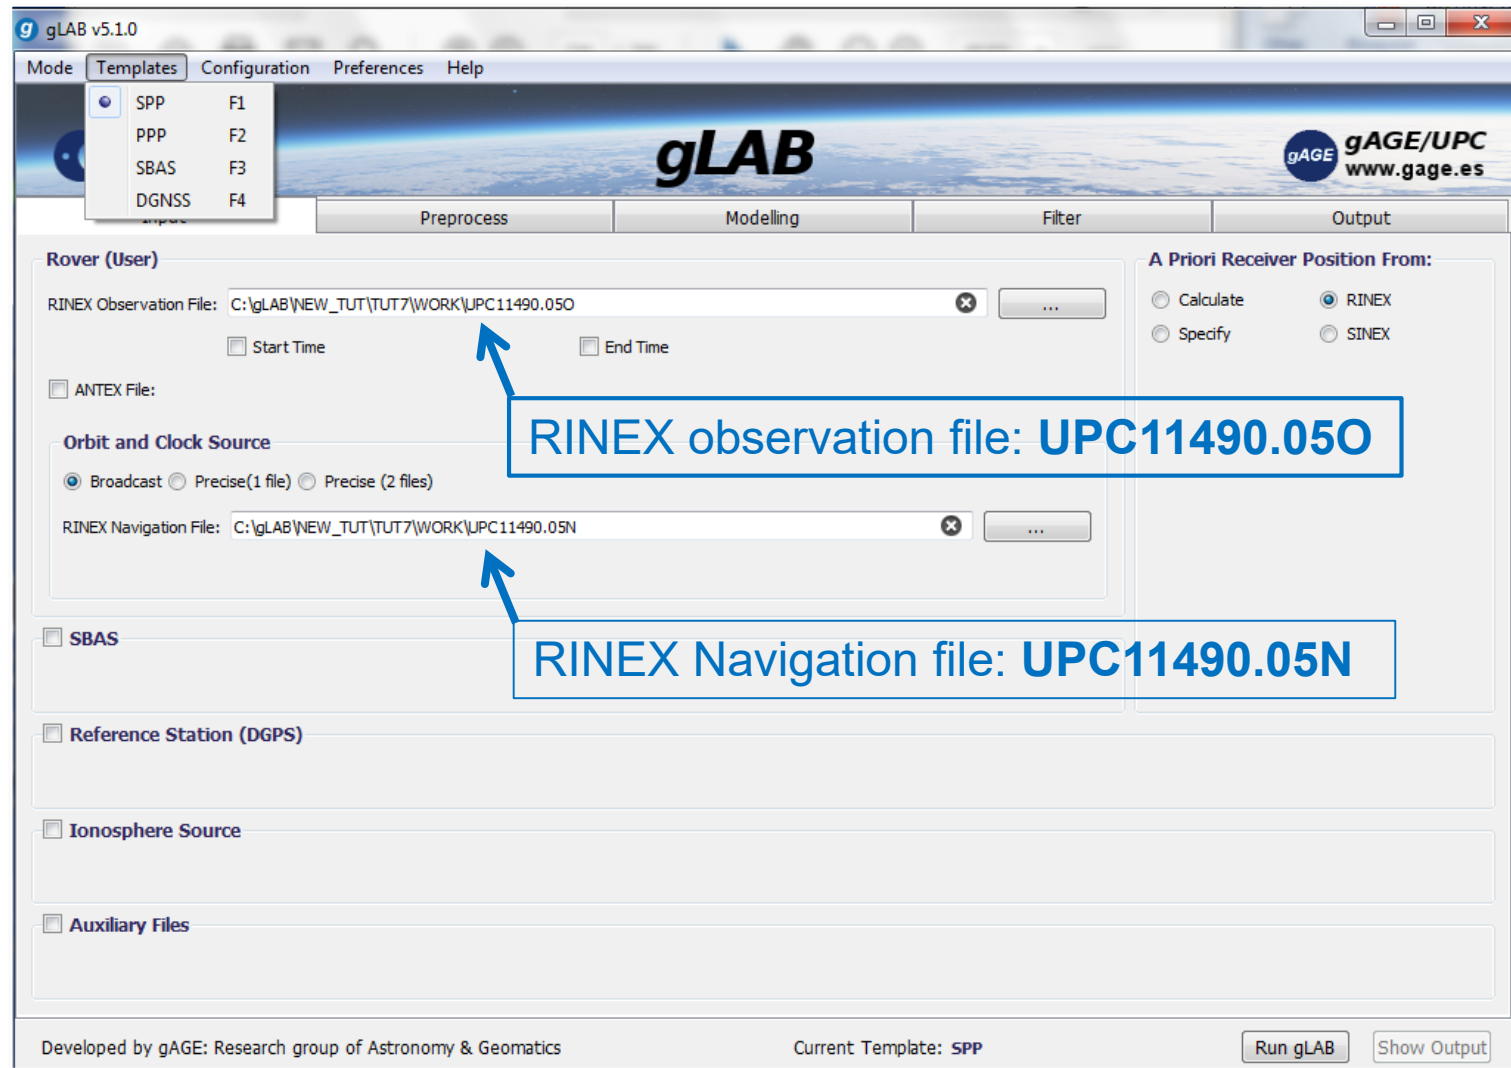 gLAB v5.1.0
Mode Templates Configuration Preferences Help
SPP F1
PPP F2
SBAS F3
DGNSS F4
gLAB
gAGE gAGE/UPC
www.gage.es
Input Preprocess Modelling Filter Output
Rover (User)
A Priori Receiver Position From:
RINEX Observation File: C:\gLAB\NEW_TUT\TUT7\WORK\UPC11490.05O ...
Calculate RINEX
Start Time End Time
Specify SINEX
ANTEX File:
RINEX observation file: UPC11490.05O
Orbit and Clock Source
Broadcast Precise(1 file) Precise (2 files)
RINEX Navigation File: C:\gLAB\NEW_TUT\TUT7\WORK\UPC11490.05N ...
SBAS
RINEX Navigation file: UPC11490.05N
Reference Station (DGPS)
Ionosphere Source
Auxiliary Files
Developed by gAGE: Research group of Astronomy & Geomatics Current Template: SPP Run gLAB Show Output